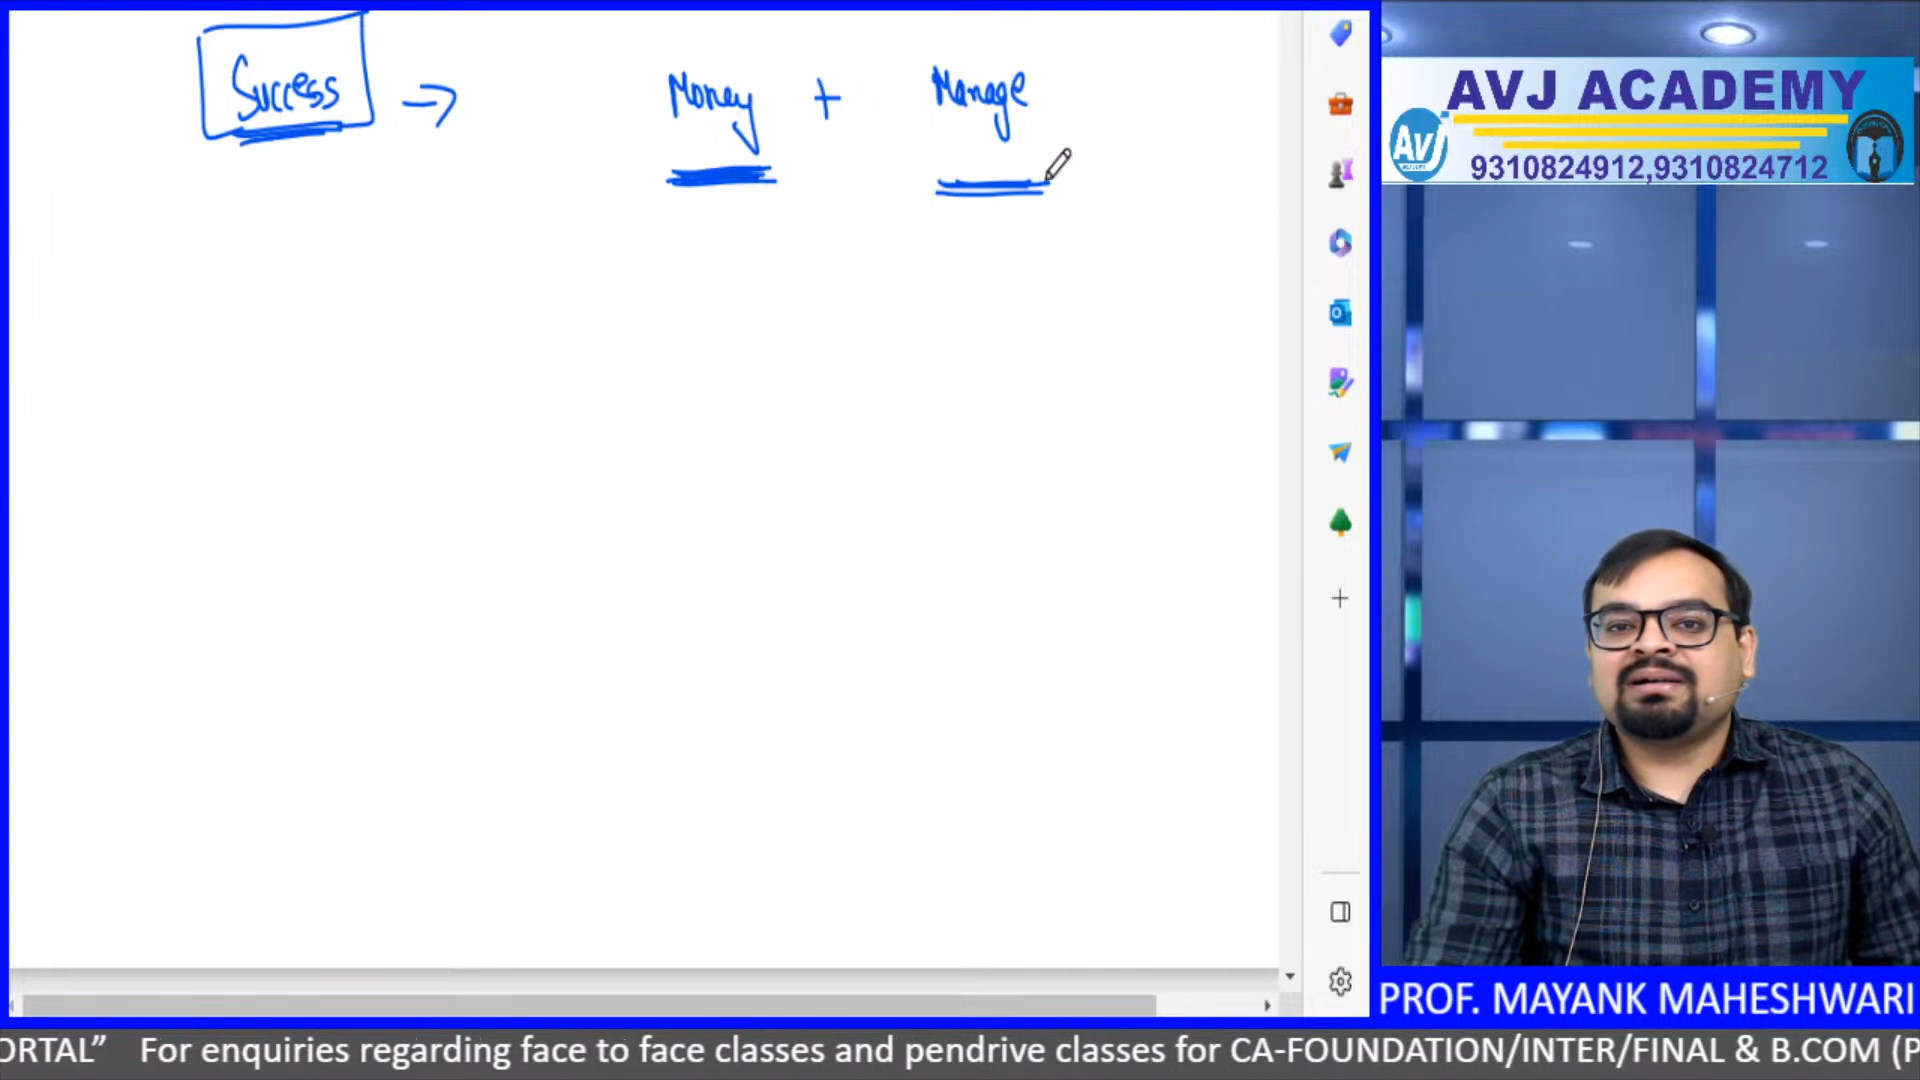 Success → Money + Manage
AVJ ACADEMY
AVJ
9310824912,9310824712
PROF. MAYANK MAHESHWARI
ORTAL” For enquiries regarding face to face classes and pendrive classes for CA-FOUNDATION/INTER/FINAL & B.COM (P